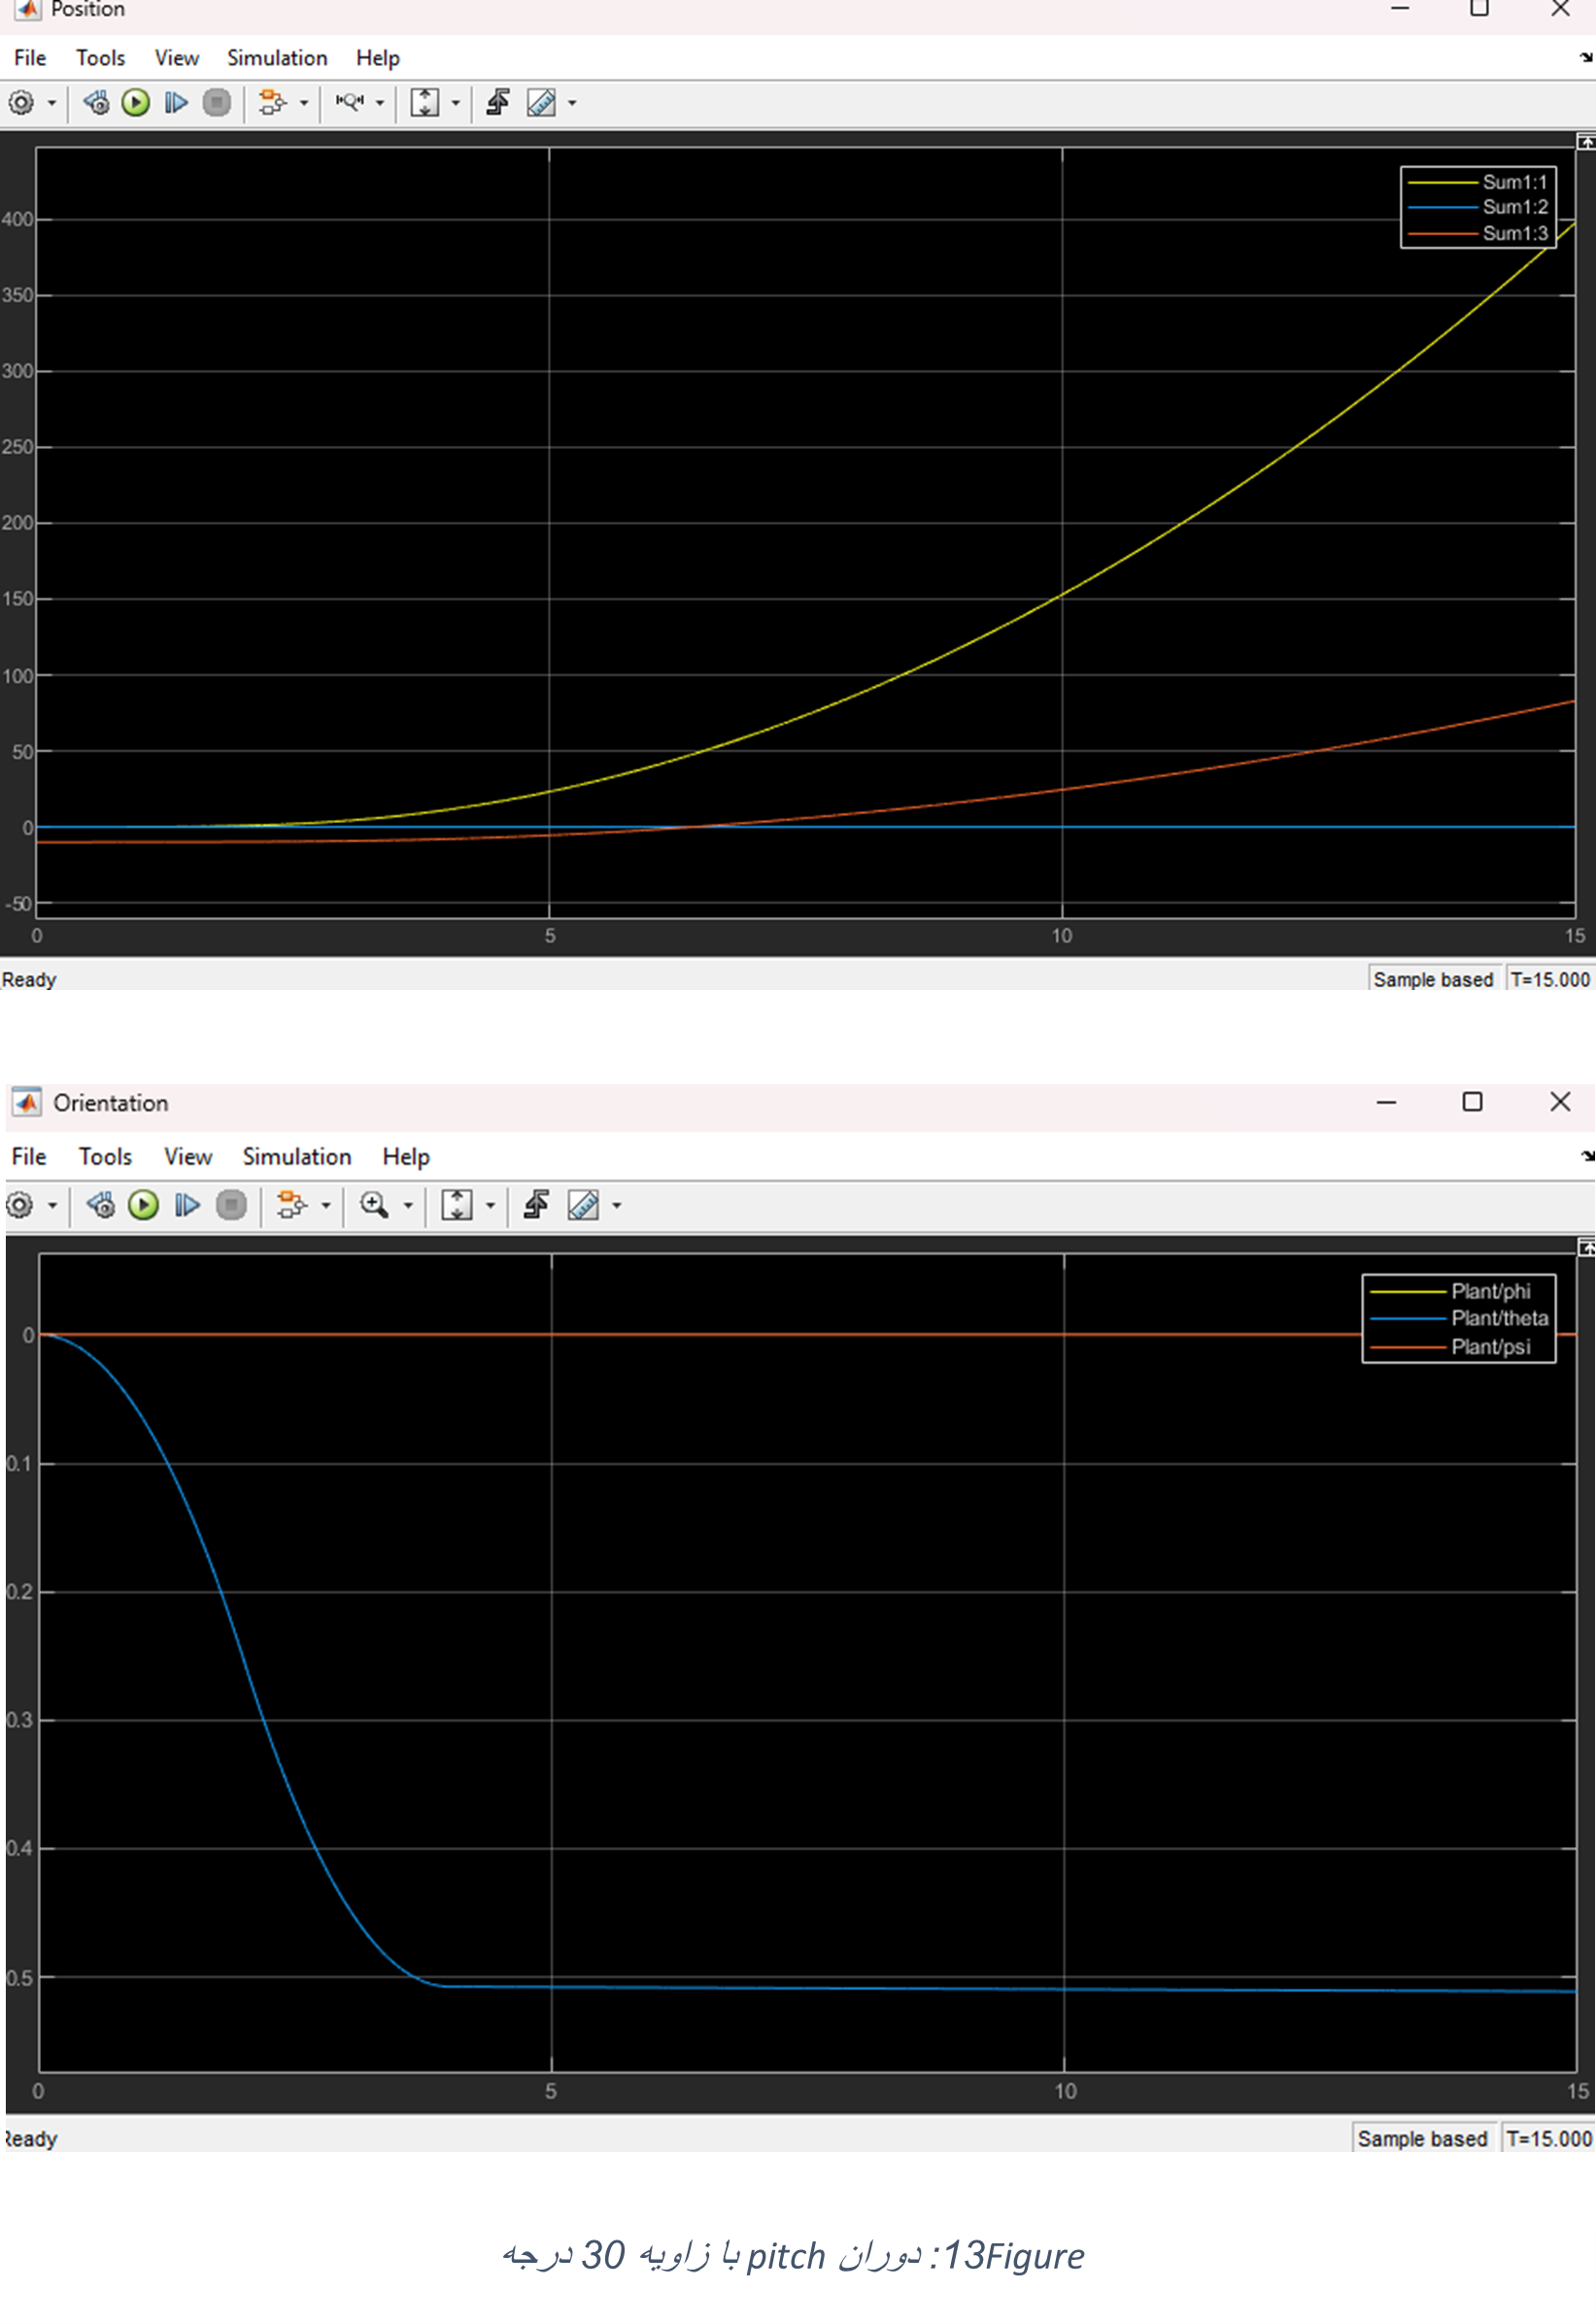 Position
File Tools View Simulation Help
Sum1:1
Sum1:2
Sum1:3
400
350
300
250
200
150
100
50
0
-50
0 5 10 15
Ready Sample based T=15.000
Orientation
File Tools View Simulation Help
Plant/phi
Plant/theta
Plant/psi
0
0.1
0.2
0.3
0.4
0.5
0 5 10 15
Ready Sample based T=15.000
13Figure: دوران pitch با زاویه 30 درجه